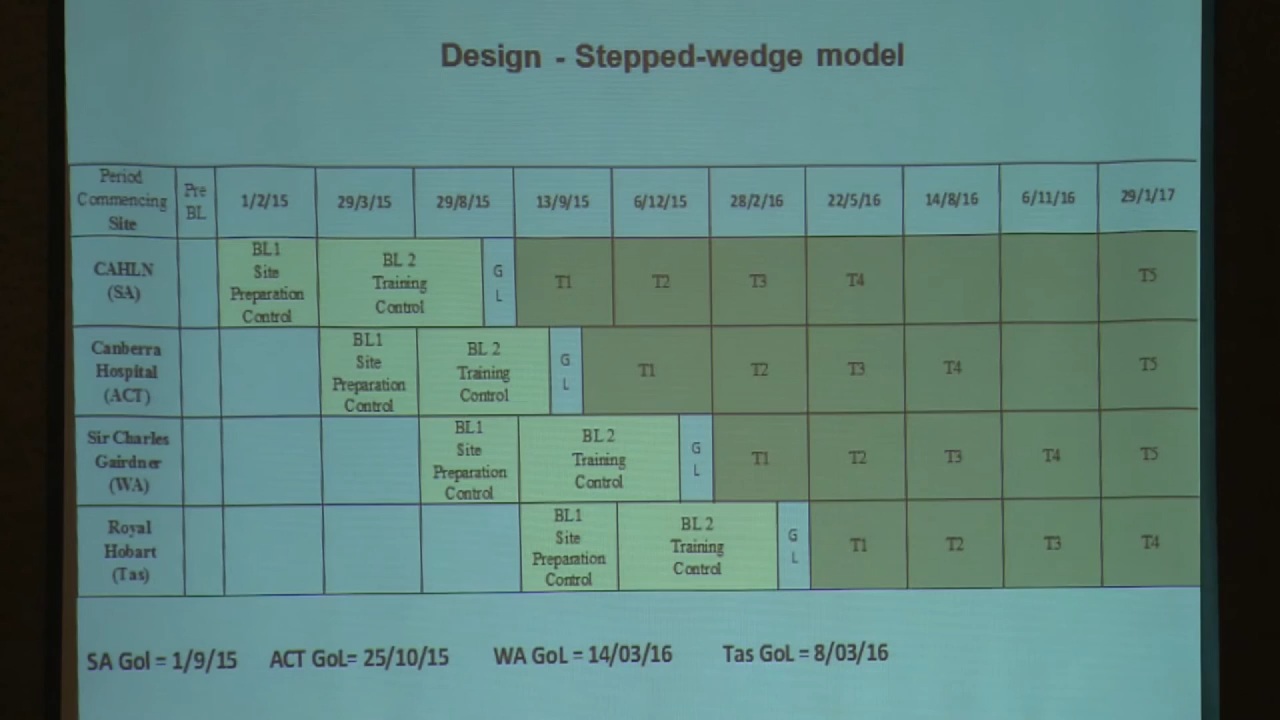 Design - Stepped-wedge model
Period
Commencing
Site
Pre
BL
1/2/15
29/3/15
29/8/15
13/9/15
6/12/15
28/2/16
22/5/16
14/8/16
6/11/16
29/1/17
CAHLN
(SA)
BL1
Site
Preparation
Control
BL 2
Training
Control
G
L
T1
T2
T3
T4
T5
Canberra
Hospital
(ACT)
BL1
Site
Preparation
Control
BL 2
Training
Control
G
L
T1
T2
T3
T4
T5
Sir Charles
Gairdner
(WA)
BL1
Site
Preparation
Control
BL 2
Training
Control
G
L
T1
T2
T3
T4
T5
Royal
Hobart
(Tas)
BL1
Site
Preparation
Control
BL 2
Training
Control
G
L
T1
T2
T3
T4
SA Gol = 1/9/15 ACT GoL= 25/10/15 WA GoL = 14/03/16 Tas GoL = 8/03/16